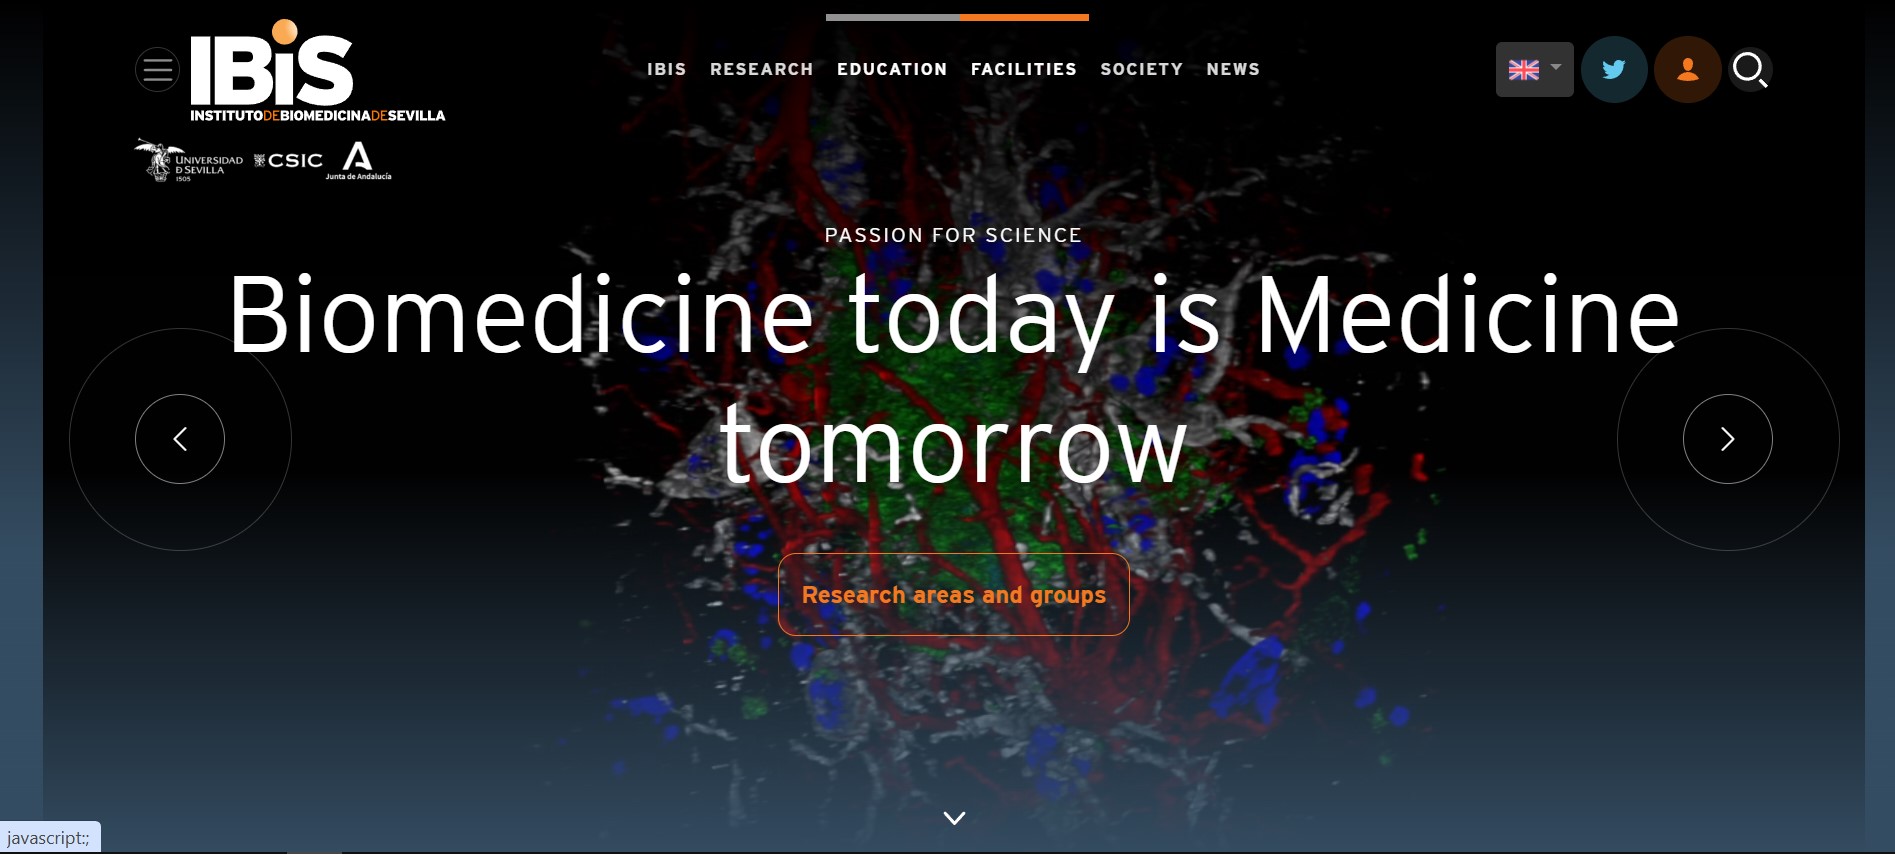 IBiS
INSTITUTODEBIOMEDICINADESEVILLA
UNIVERSIDAD
D SEVILLA
1505
CSIC
Junta de Andalucía
IBIS RESEARCH EDUCATION FACILITIES SOCIETY NEWS
PASSION FOR SCIENCE
Biomedicine today is Medicine
tomorrow
Research areas and groups
javascript:;